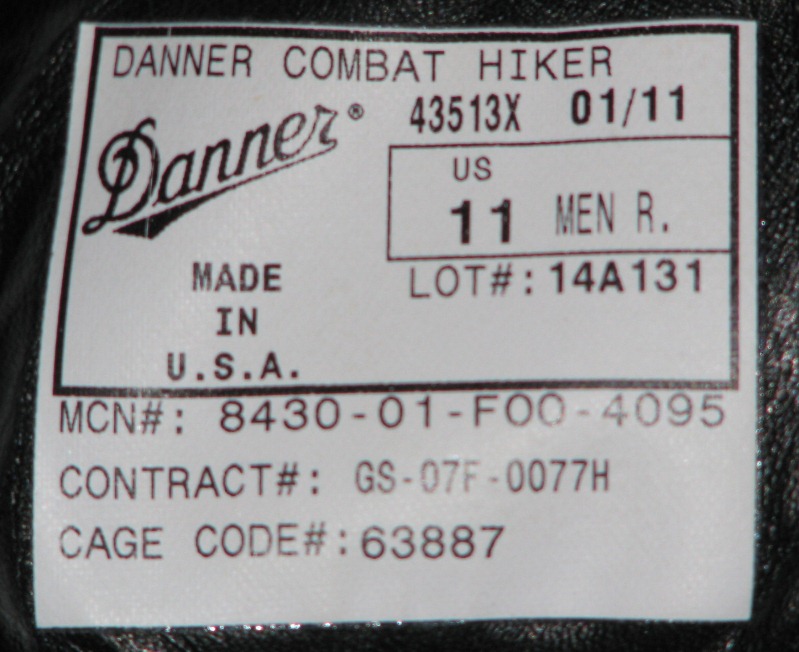 DANNER COMBAT HIKER
Danner® 43513X 01/11
US
11 MEN R.
MADE LOT#: 14A131
IN
U.S.A.
MCN#: 8430-01-F00-4095
CONTRACT#: GS-07F-0077H
CAGE CODE#: 63887